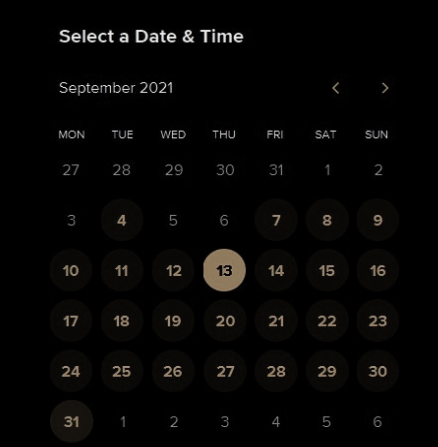 Select a Date & Time
September 2021
MON TUE WED THU FRI SAT SUN
27 28 29 30 31 1 2
3 4 5 6 7 8 9
10 11 12 13 14 15 16
17 18 19 20 21 22 23
24 25 26 27 28 29 30
31 1 2 3 4 5 6